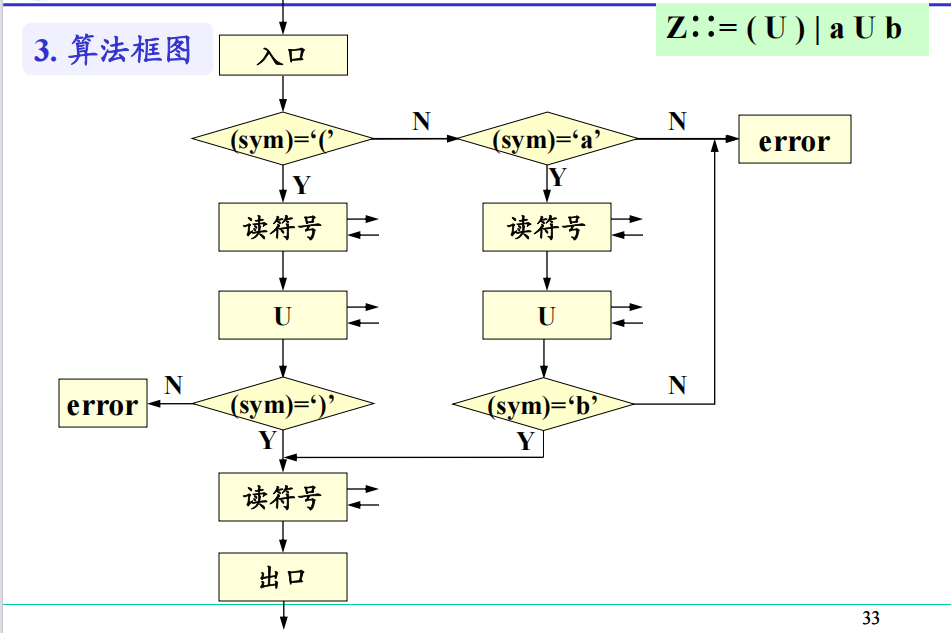 3. 算法框图
Z::= ( U ) | a U b
入口
(sym)=‘(’
N
(sym)=‘a’
N
error
Y
Y
读符号
读符号
U
U
error
N
(sym)=‘)’
(sym)=‘b’
N
Y
Y
读符号
出口
33